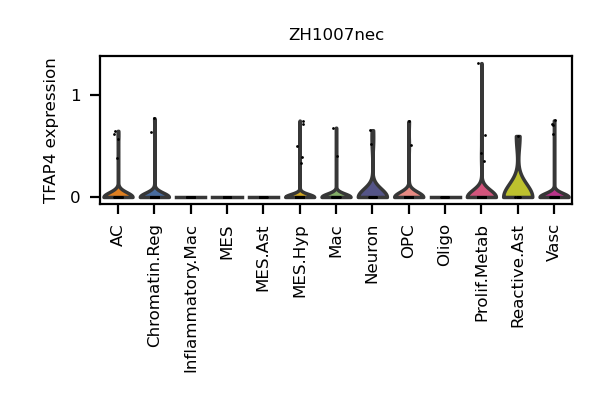 ZH1007nec
TFAP4 expression
1
0
AC
Chromatin.Reg
Inflammatory.Mac
MES
MES.Ast
MES.Hyp
Mac
Neuron
OPC
Oligo
Prolif.Metab
Reactive.Ast
Vasc